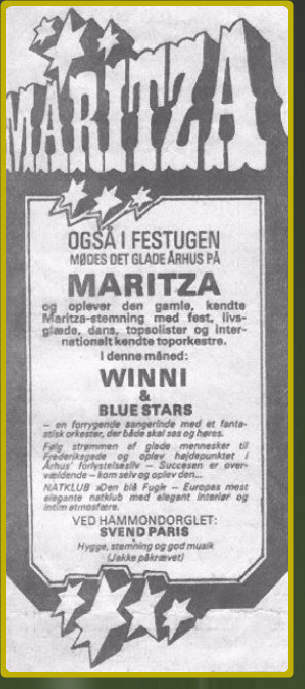 MARITZA
OGSÅ I FESTUGEN
MØDES DET GLADE ÅRHUS PÅ
MARITZA
og oplever den gamle, kendte
Maritza-stemning med fest, livs-
glæde, dans, topsolister og inter-
nationalt kendte toporkestre.
I denne måned:
WINNI
&
BLUE STARS
– en forrygende sangerinde med et fanta-
stisk orkester, der både skal ses og høres.
Følg strømmen af glade mennesker til
Frederiksgade og oplev højdepunktet i
Århus' forlystelsesliv – Succesen er over-
vældende – kom selv og oplev den...
NATKLUB »Den blå Fugl« – Europas mest
elegante natklub med elegant interiør og
intim atmosfære.
VED HAMMONDORGLET:
SVEND PARIS
Hygge, stemning og god musik
(Jakke påkrævet)